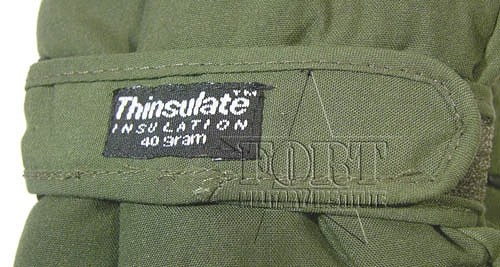 Thinsulate™
INSULATION
40 gram
FORT